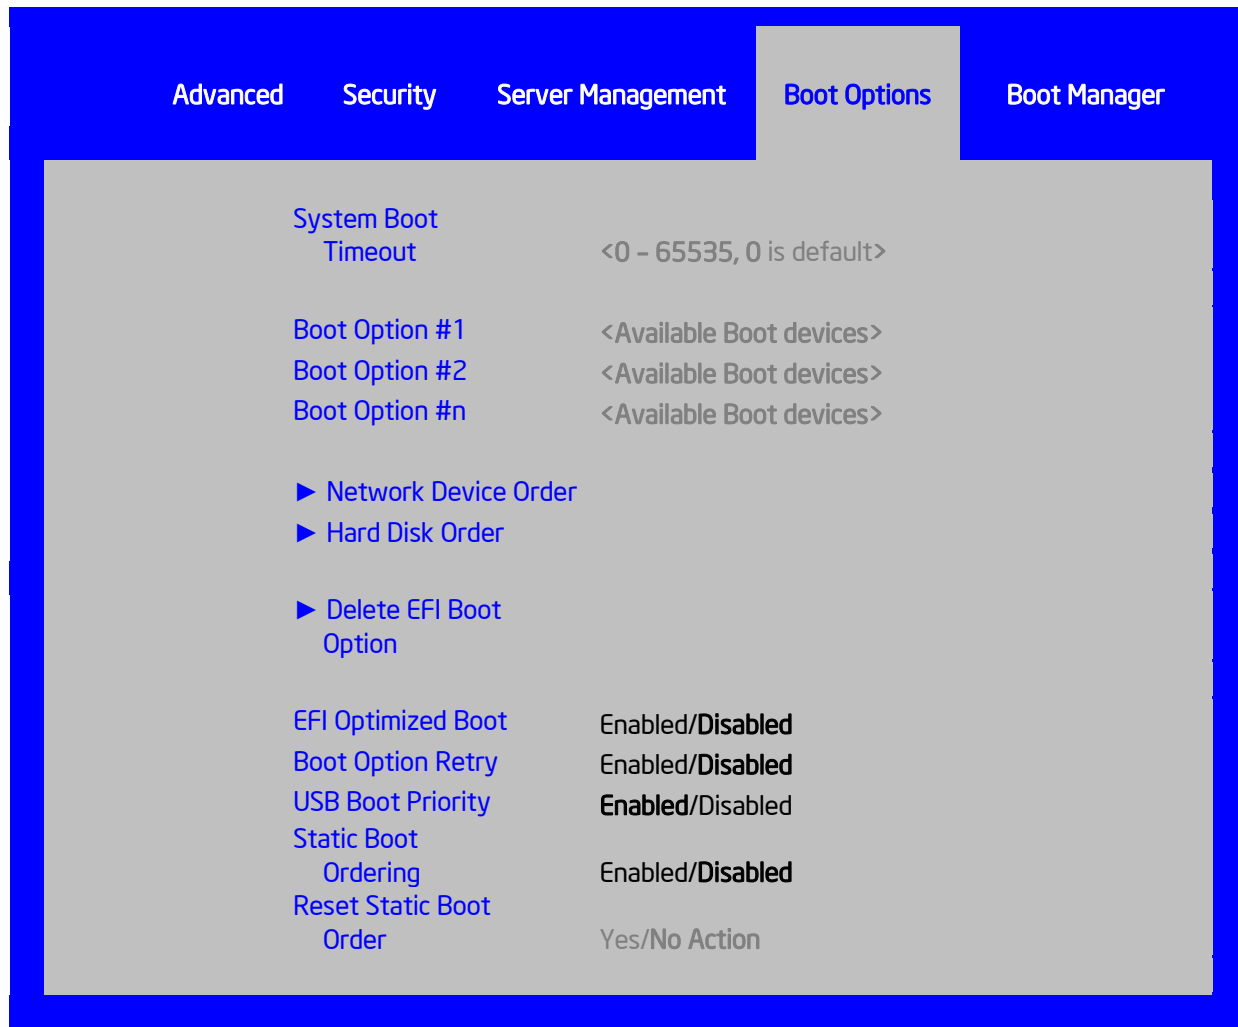 Advanced Security Server Management Boot Options Boot Manager
System Boot
Timeout <0 – 65535, 0 is default>
Boot Option #1 <Available Boot devices>
Boot Option #2 <Available Boot devices>
Boot Option #n <Available Boot devices>
► Network Device Order
► Hard Disk Order
► Delete EFI Boot
Option
EFI Optimized Boot Enabled/Disabled
Boot Option Retry Enabled/Disabled
USB Boot Priority Enabled/Disabled
Static Boot
Ordering Enabled/Disabled
Reset Static Boot
Order Yes/No Action